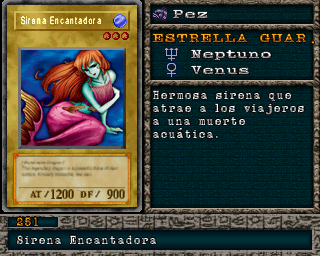 Sirena Encantadora
AT/1200 DF/ 900
Pez
ESTRELLA GUAR.
Neptuno
Venus
Hermosa sirena que
atrae a los viajeros
a una muerte
acuática.
251
Sirena Encantadora